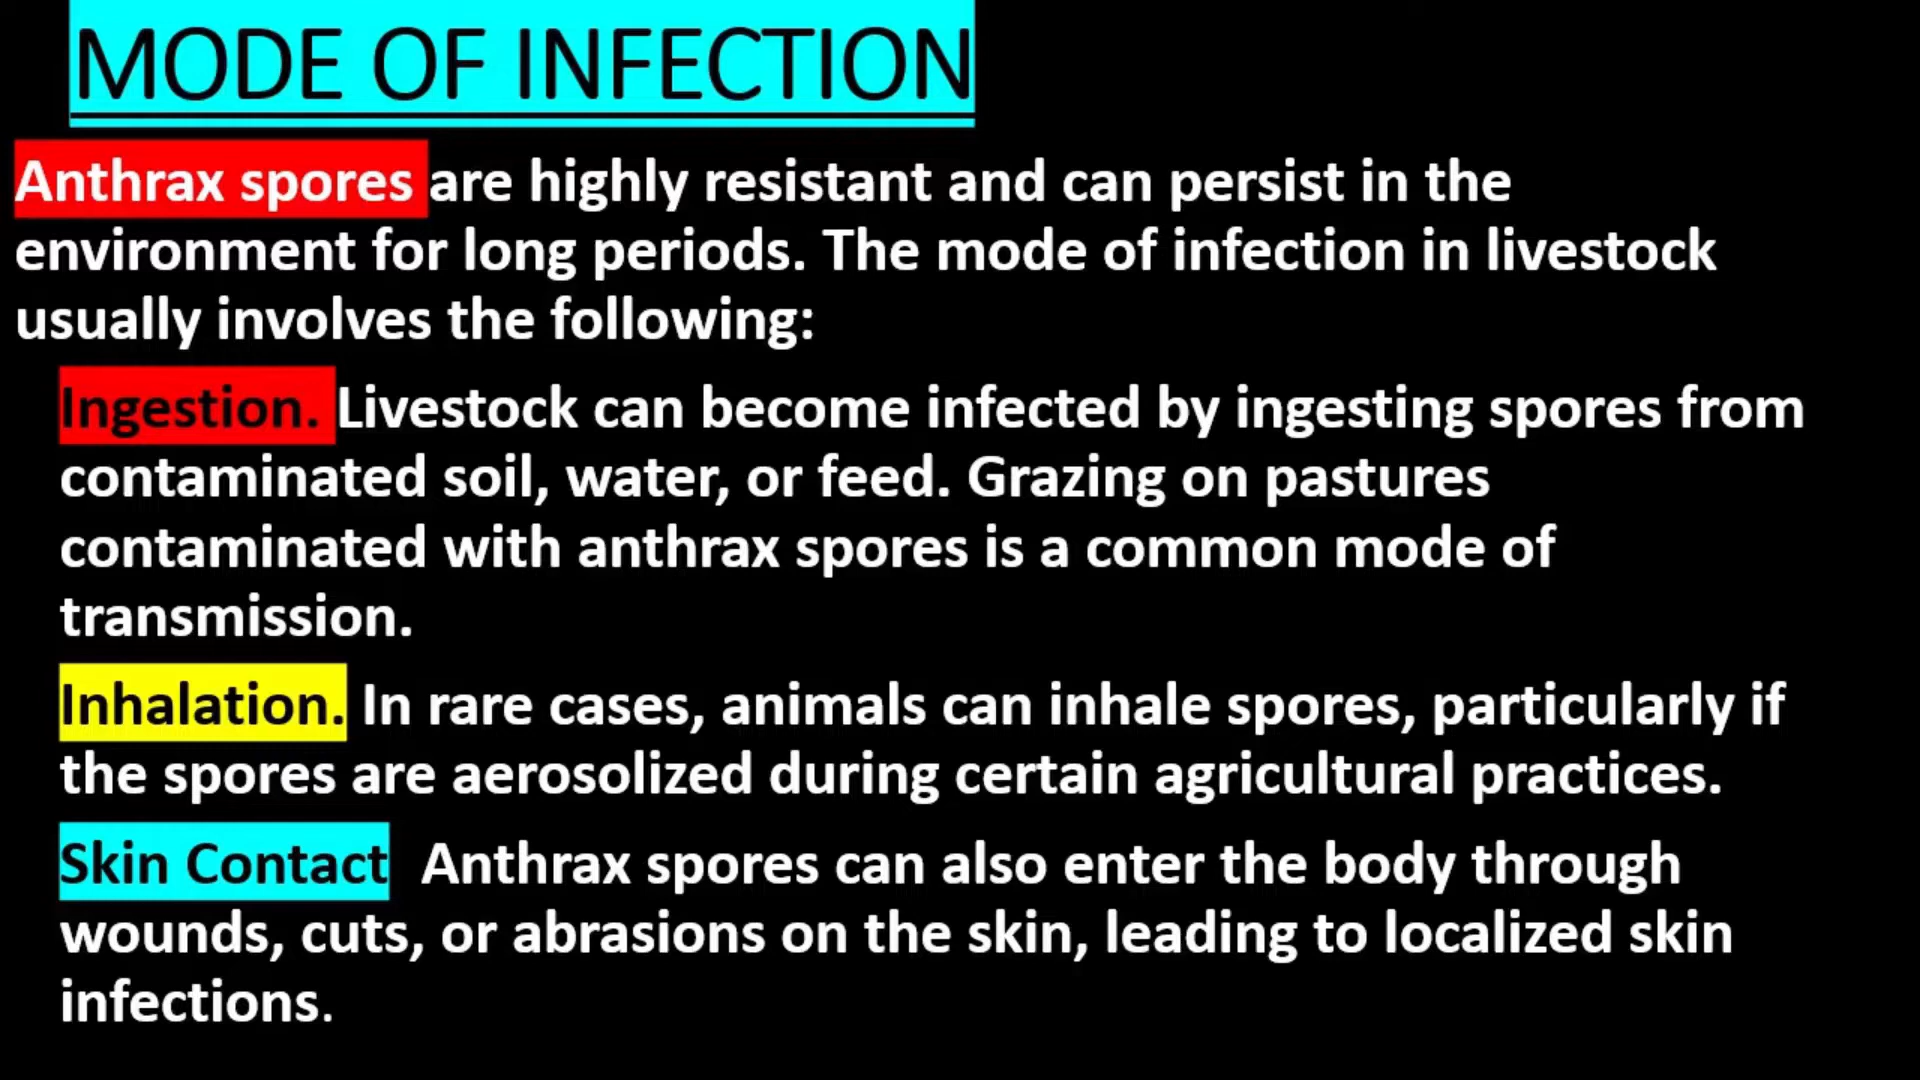 MODE OF INFECTION
Anthrax spores are highly resistant and can persist in the
environment for long periods. The mode of infection in livestock
usually involves the following:
Ingestion. Livestock can become infected by ingesting spores from
contaminated soil, water, or feed. Grazing on pastures
contaminated with anthrax spores is a common mode of
transmission.
Inhalation. In rare cases, animals can inhale spores, particularly if
the spores are aerosolized during certain agricultural practices.
Skin Contact Anthrax spores can also enter the body through
wounds, cuts, or abrasions on the skin, leading to localized skin
infections.